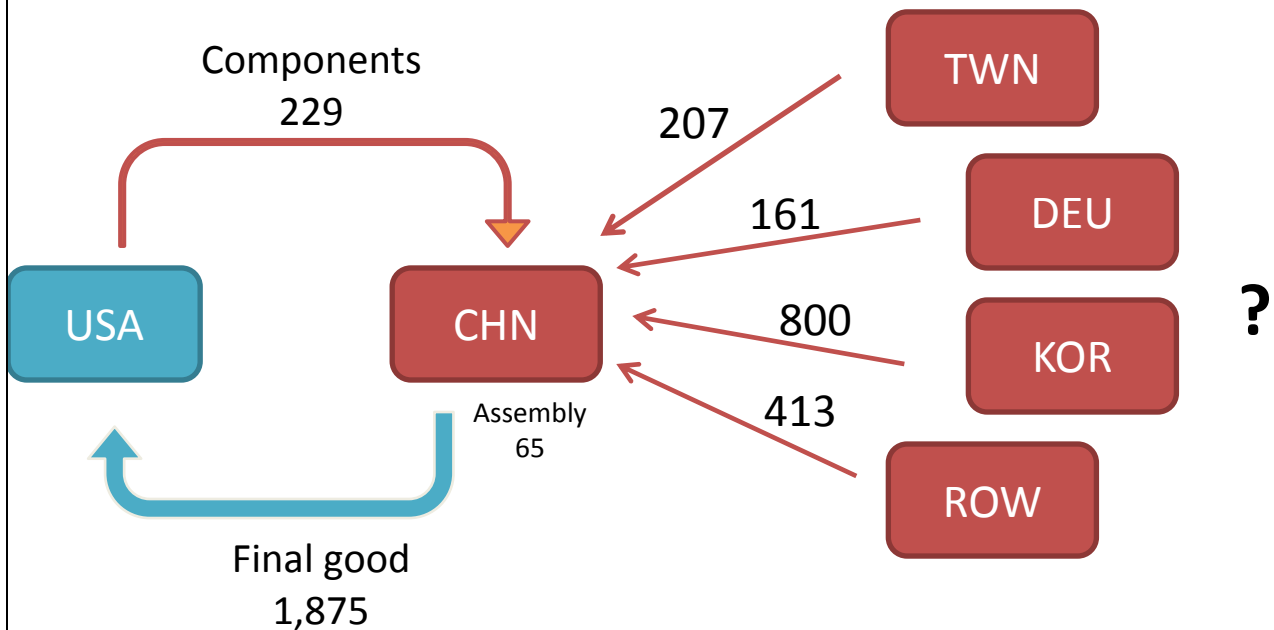 Components
229
TWN
207
161
DEU
USA
CHN
800
KOR
?
Assembly
65
413
ROW
Final good
1,875